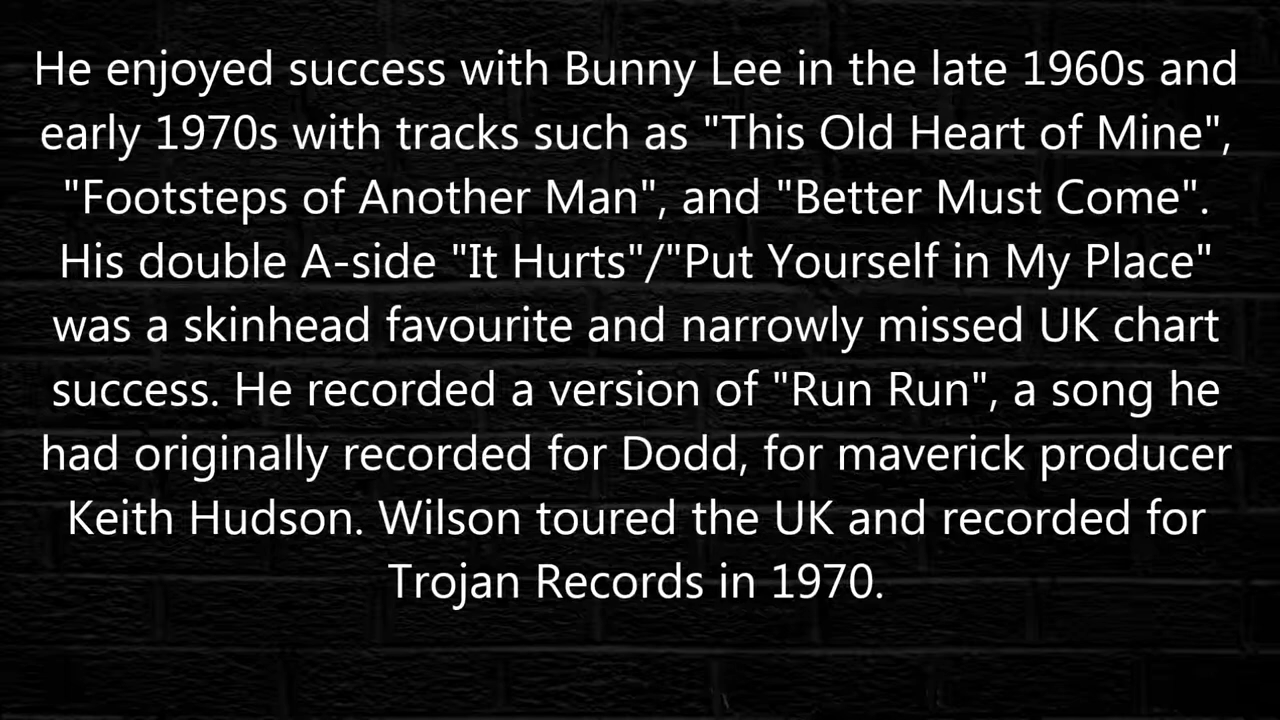 He enjoyed success with Bunny Lee in the late 1960s and
early 1970s with tracks such as "This Old Heart of Mine",
"Footsteps of Another Man", and "Better Must Come".
His double A-side "It Hurts"/"Put Yourself in My Place"
was a skinhead favourite and narrowly missed UK chart
success. He recorded a version of "Run Run", a song he
had originally recorded for Dodd, for maverick producer
Keith Hudson. Wilson toured the UK and recorded for
Trojan Records in 1970.